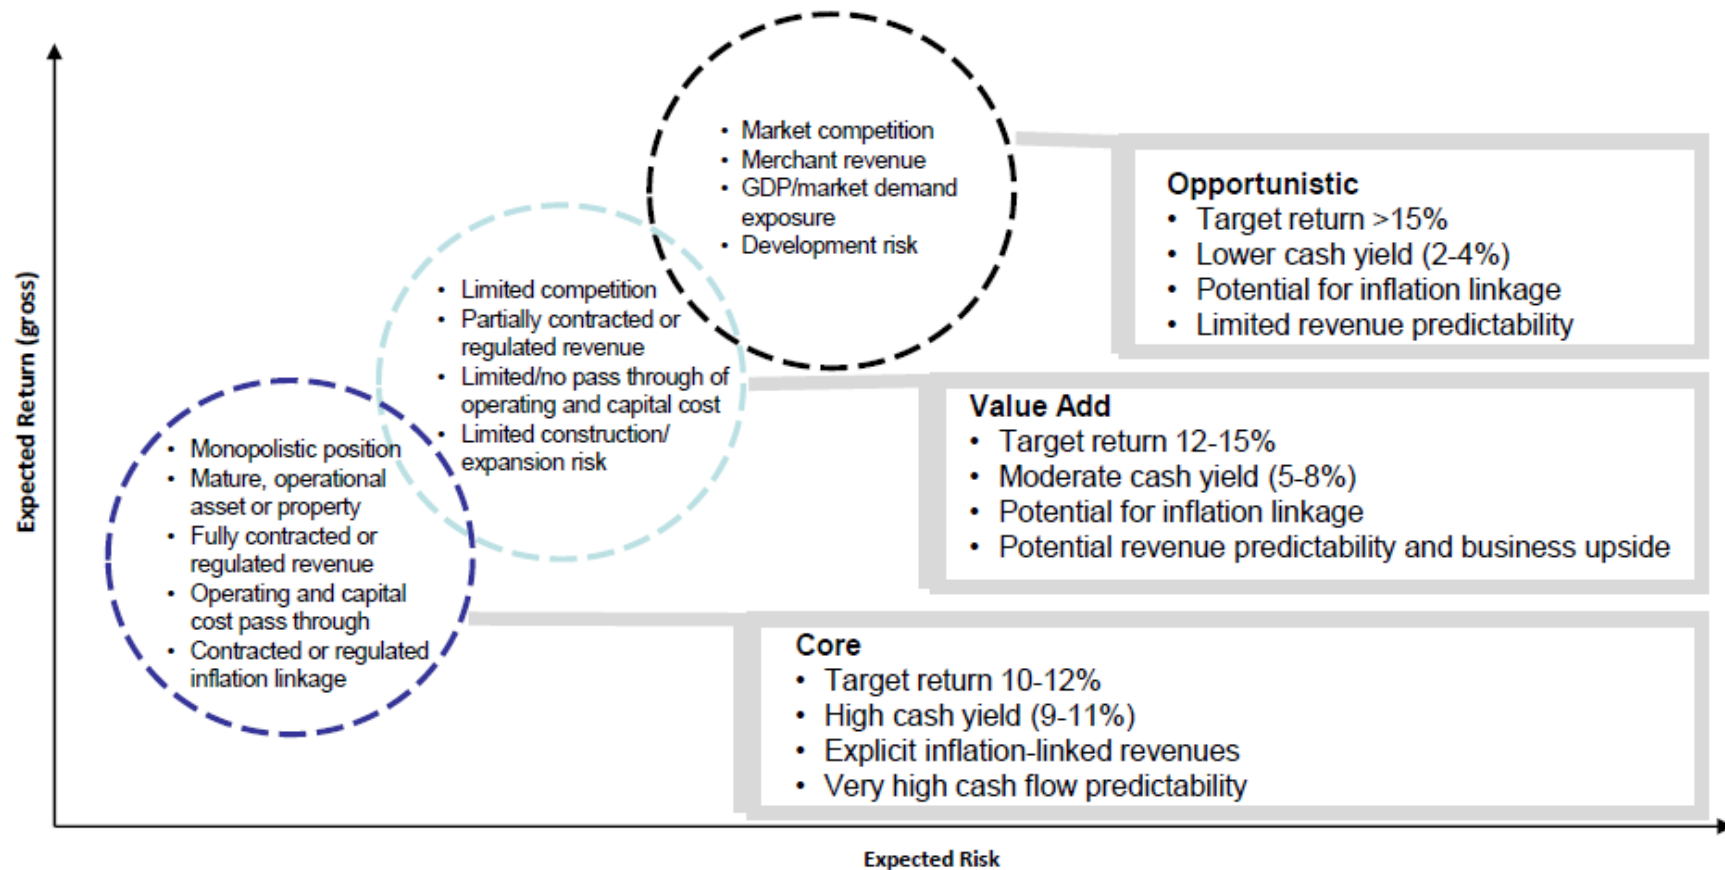 Expected Return (gross)
• Market competition
• Merchant revenue
• GDP/market demand
exposure
• Development risk
• Limited competition
• Partially contracted or
regulated revenue
• Limited/no pass through of
operating and capital cost
• Limited construction/
expansion risk
• Monopolistic position
• Mature, operational
asset or property
• Fully contracted or
regulated revenue
• Operating and capital
cost pass through
• Contracted or regulated
inflation linkage
Opportunistic
• Target return >15%
• Lower cash yield (2-4%)
• Potential for inflation linkage
• Limited revenue predictability
Value Add
• Target return 12-15%
• Moderate cash yield (5-8%)
• Potential for inflation linkage
• Potential revenue predictability and business upside
Core
• Target return 10-12%
• High cash yield (9-11%)
• Explicit inflation-linked revenues
• Very high cash flow predictability
Expected Risk